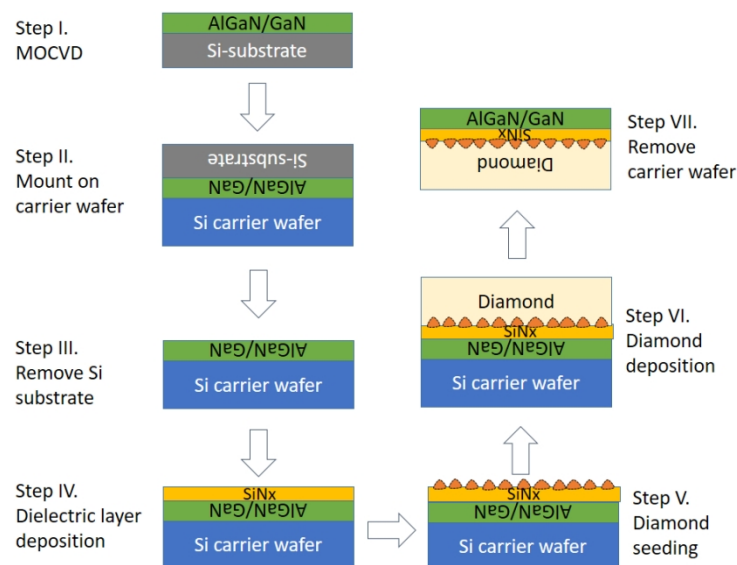 Step I.
MOCVD
AlGaN/GaN
Si-substrate
Step II.
Mount on
carrier wafer
Si-substrate
AlGaN/GaN
Si carrier wafer
Step III.
Remove Si
substrate
AlGaN/GaN
Si carrier wafer
Step IV.
Dielectric layer
deposition
SiNx
AlGaN/GaN
Si carrier wafer
SiNx
AlGaN/GaN
Si carrier wafer
Step V.
Diamond
seeding
Diamond
SiNx
AlGaN/GaN
Si carrier wafer
Step VI.
Diamond
deposition
AlGaN/GaN
SiNx
Diamond
Step VII.
Remove
carrier wafer